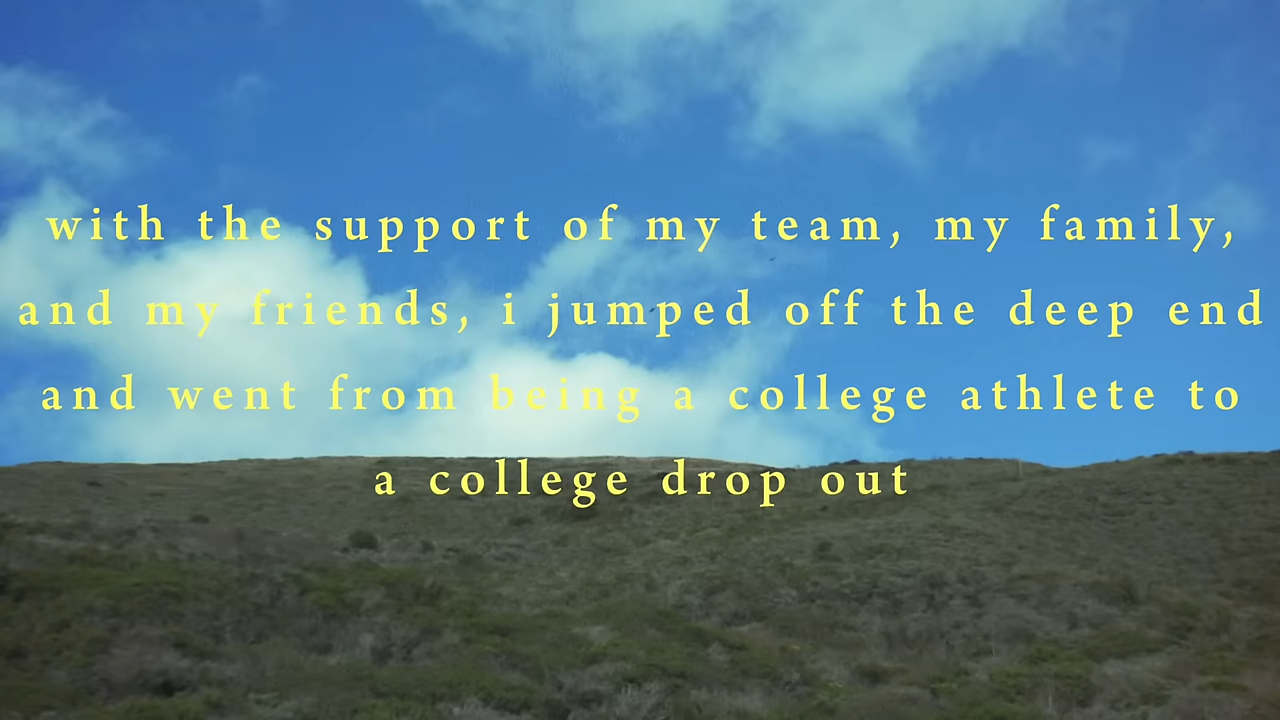 with the support of my team, my family,
and my friends, i jumped off the deep end
and went from being a college athlete to
a college drop out